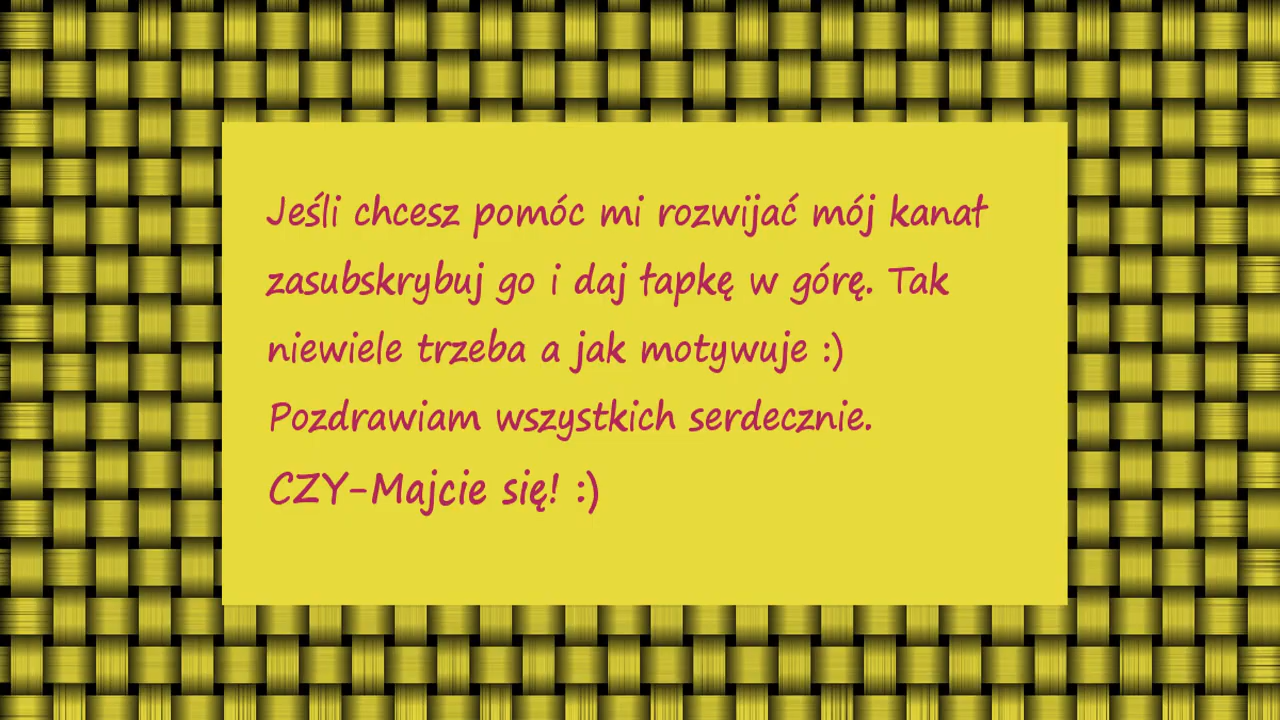 Jeśli chcesz pomóc mi rozwijać mój kanał
zasubskrybuj go i daj łapkę w górę. Tak
niewiele trzeba a jak motywuje :)
Pozdrawiam wszystkich serdecznie.
CZY-Majcie się! :)